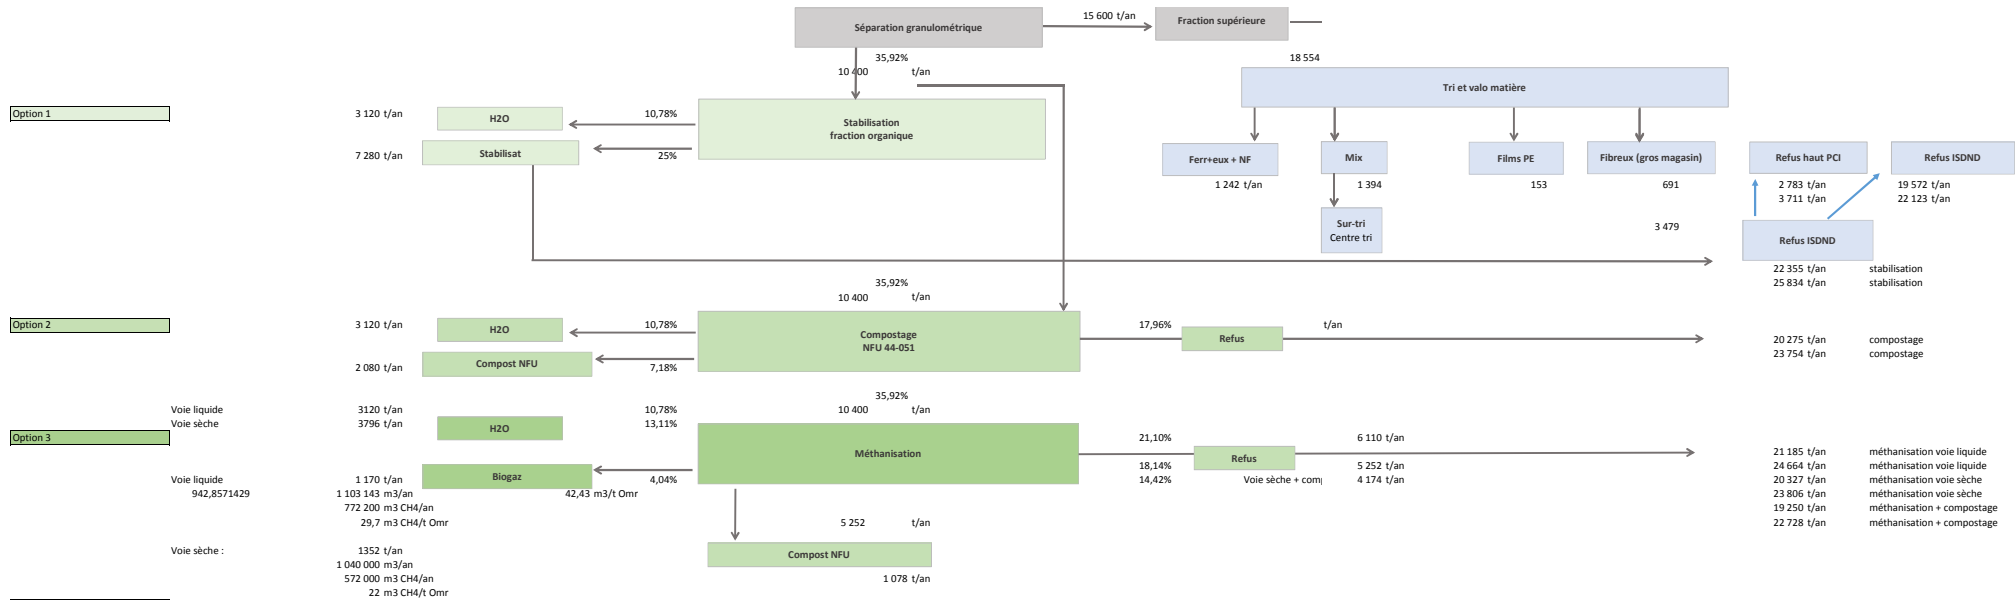 15 600 t/an
Séparation granulométrique
Fraction supérieure
35,92%
10 400 t/an
18 554
Tri et valo matière
Option 1
3 120 t/an
H2O
10,78%
Stabilisation
fraction organique
7 280 t/an
Stabilisat
25%
Ferr+eux + NF
Mix
Films PE
Fibreux (gros magasin)
Refus haut PCI
Refus ISDND
1 242 t/an
1 394
153
691
2 783 t/an
19 572 t/an
3 711 t/an
22 123 t/an
Sur-tri
Centre tri
3 479
Refus ISDND
22 355 t/an stabilisation
25 834 t/an stabilisation
35,92%
10 400 t/an
Option 2
3 120 t/an
H2O
10,78%
Compostage
NFU 44-051
17,96%
Refus
t/an
20 275 t/an compostage
23 754 t/an compostage
2 080 t/an
Compost NFU
7,18%
35,92%
10 400 t/an
Voie liquide 3120 t/an
10,78%
Voie sèche 3796 t/an
13,11%
H2O
Option 3
Méthanisation
21,10%
6 110 t/an
Refus
18,14%
5 252 t/an
14,42%
Voie sèche + comp
4 174 t/an
21 185 t/an méthanisation voie liquide
24 664 t/an méthanisation voie liquide
20 327 t/an méthanisation voie sèche
23 806 t/an méthanisation voie sèche
19 250 t/an méthanisation + compostage
22 728 t/an méthanisation + compostage
Voie liquide 1 170 t/an
Biogaz
4,04%
942,8571429 1 103 143 m3/an
42,43 m3/t Omr
772 200 m3 CH4/an
29,7 m3 CH4/t Omr
5 252 t/an
Voie sèche : 1352 t/an
Compost NFU
1 040 000 m3/an
572 000 m3 CH4/an
1 078 t/an
22 m3 CH4/t Omr